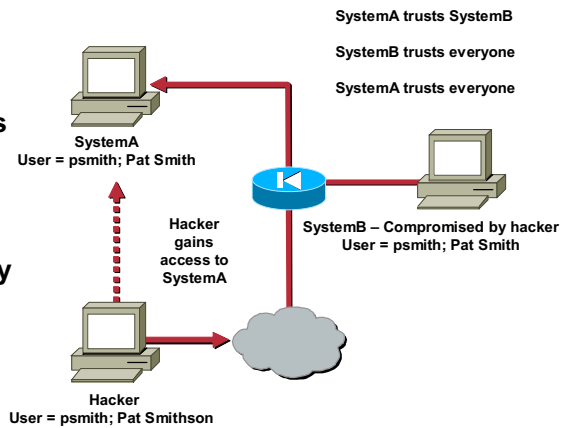 SystemA trusts SystemB
SystemB trusts everyone
SystemA trusts everyone
s
SystemA
User = psmith; Pat Smith
Hacker
gains
access to
SystemA
SystemB – Compromised by hacker
User = psmith; Pat Smith
y
Hacker
User = psmith; Pat Smithson